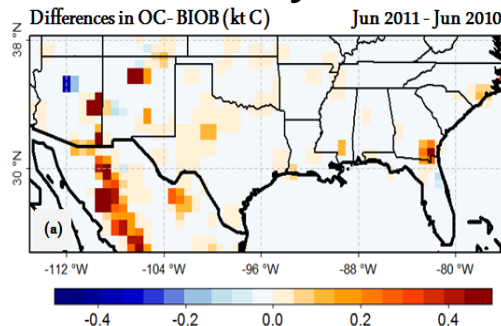 Differences in OC-BIOB (kt C) Jun 2011 - Jun 2010
38 °N
30 °N
(a)
-112 °W -104 °W -96 °W -88 °W -80 °W
-0.4 -0.2 0.0 0.2 0.4